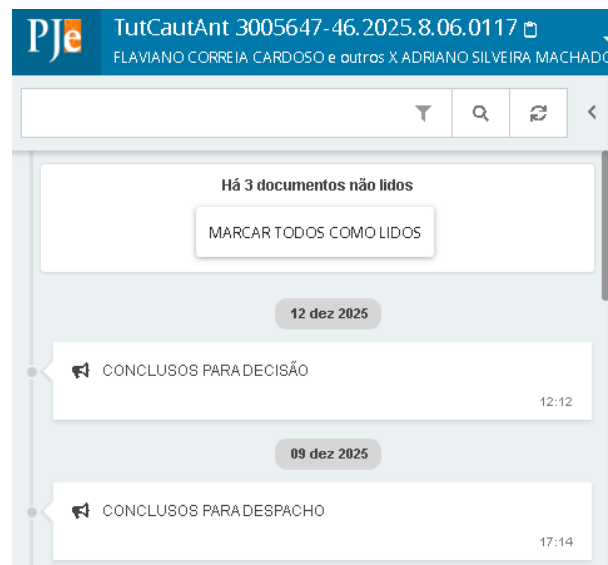 PJe
TutCautAnt 3005647-46.2025.8.06.0117
FLAVIANO CORREIA CARDOSO e outros X ADRIANO SILVEIRA MACHADO
Há 3 documentos não lidos
MARCAR TODOS COMO LIDOS
12 dez 2025
CONCLUSOS PARA DECISÃO
12:12
09 dez 2025
CONCLUSOS PARA DESPACHO
17:14